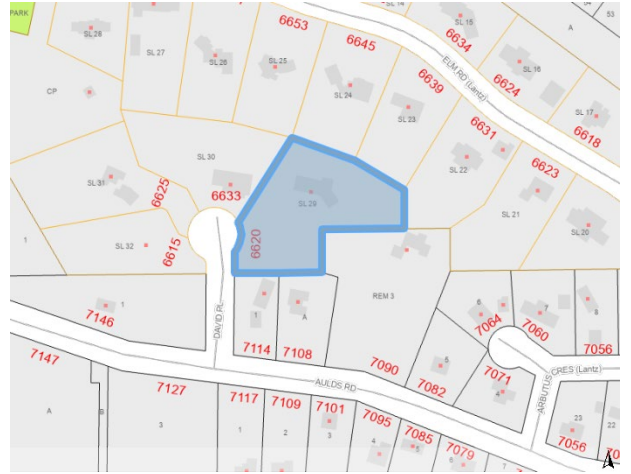 SL 14
54
53
PARK
6653
SL 15
A
SL 28
6645
6634
SL 27
SL 26
SL 25
SL 16
6639
ELM RD (Lantz)
6624
CP
SL 24
SL 23
SL 17
6631
6618
SL 30
SL 22
6623
SL 31
6625
6633
SL 29
SL 21
SL 20
6620
1
SL 32
6615
REM 3
1
7146
1
A
6
7064
7
7060
8
DAVID PL
7147
7114
7108
7090
5
7056
7082
7071
4
ARBUTUS CRES (Lantz)
7127
AULDS RD
7117
7109
7101
7095
7085
7079
7056
A
B
3
1
2
3
4
5
6
23
22